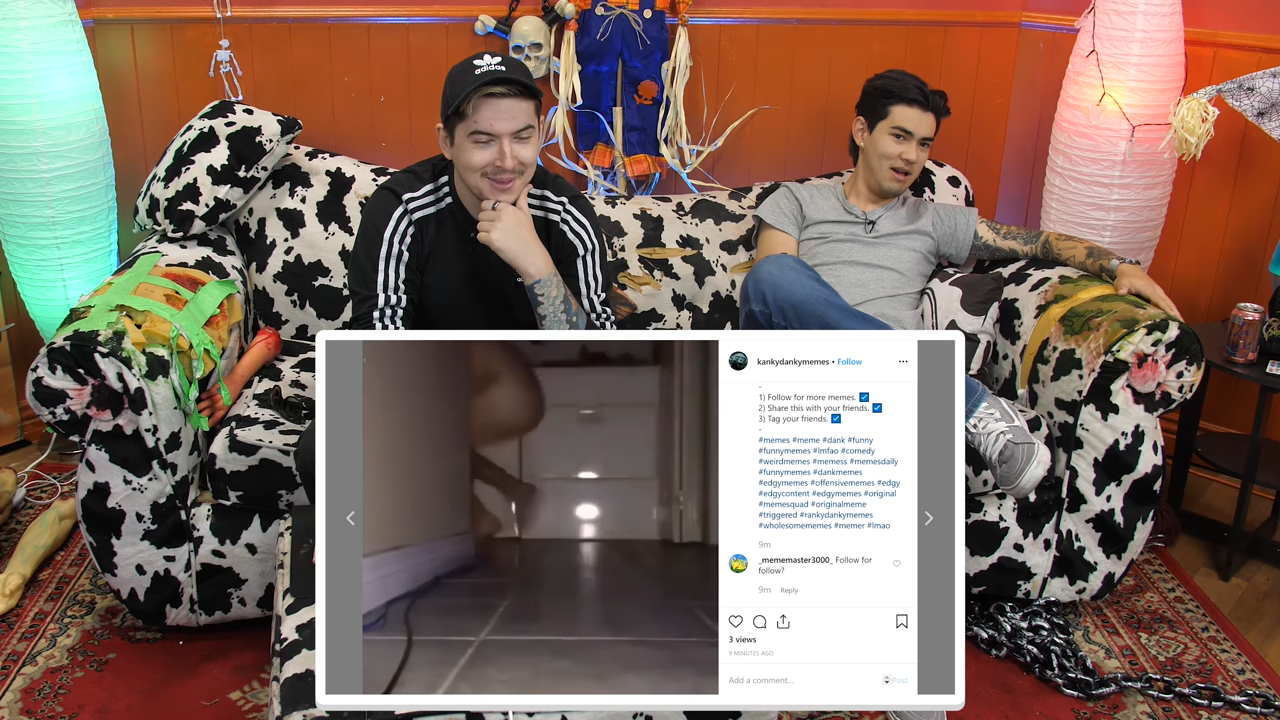 adidas
kankydankymemes • Follow
-
1) Follow for more memes. ☑
2) Share this with your friends. ☑
3) Tag your friends. ☑
-
#memes #meme #dank #funny
#funnymemes #lmfao #comedy
#weirdmemes #memess #memesdaily
#funnymemes #dankmemes
#edgymemes #offensivememes #edgy
#edgycontent #edgymemes #original
#memesquad #originalmeme
#triggered #rankydankymemes
#wholesomememes #memer #lmao
9m
_mememaster3000_ Follow for
follow?
9m Reply
3 views
9 MINUTES AGO
Add a comment... Post